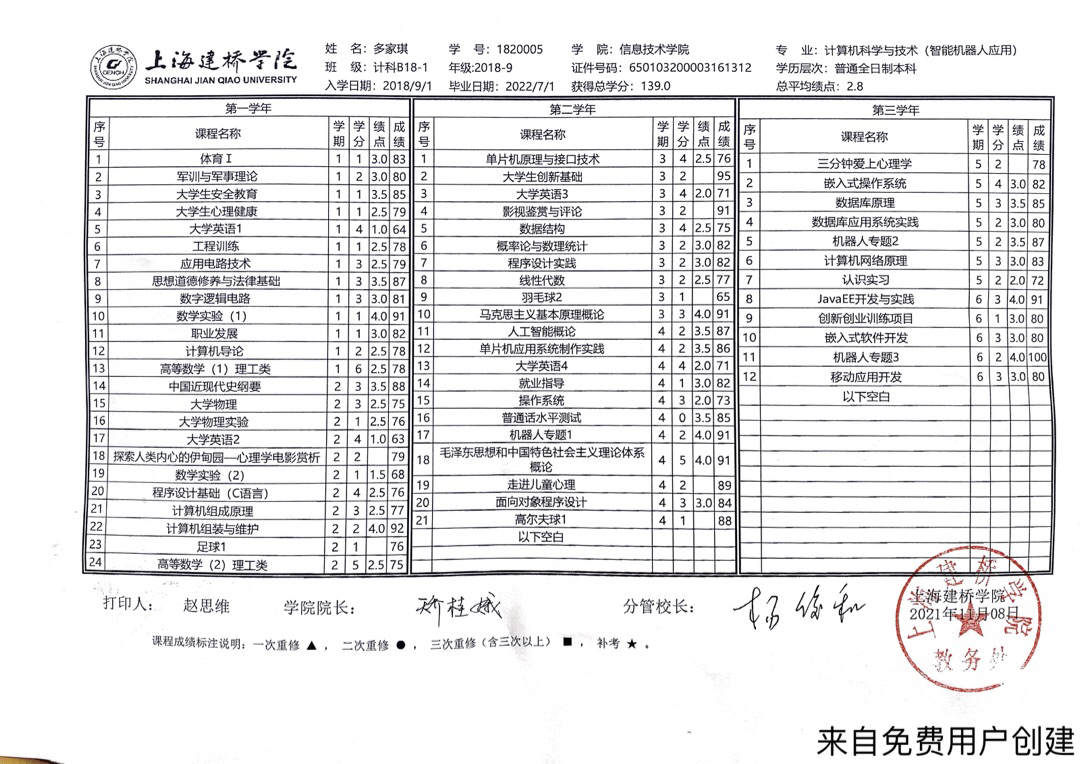 上海建桥学院
SHANGHAI JIAN QIAO UNIVERSITY
姓 名：多家琪 学 号：1820005 学 院：信息技术学院 专 业：计算机科学与技术（智能机器人应用）
班 级：计科B18-1 年级:2018-9 证件号码：650103200003161312 学历层次：普通全日制本科
入学日期：2018/9/1 毕业日期：2022/7/1 获得总学分：139.0 总平均绩点：2.8
第一学年
序号 课程名称 学期 学分 绩点 成绩
1 体育Ⅰ 1 1 3.0 83
2 军训与军事理论 1 2 3.0 80
3 大学生安全教育 1 1 3.5 85
4 大学生心理健康 1 1 2.5 79
5 大学英语1 1 4 1.0 64
6 工程训练 1 1 2.5 78
7 应用电路技术 1 3 2.5 79
8 思想道德修养与法律基础 1 3 3.5 87
9 数字逻辑电路 1 3 3.0 81
10 数学实验（1） 1 1 4.0 91
11 职业发展 1 1 3.0 82
12 计算机导论 1 2 2.5 78
13 高等数学（1）理工类 1 6 2.5 78
14 中国近现代史纲要 2 3 3.5 88
15 大学物理 2 3 2.5 75
16 大学物理实验 2 1 2.5 76
17 大学英语2 2 4 1.0 63
18 探索人类内心的伊甸园—心理学电影赏析 2 2 79
19 数学实验（2） 2 1 1.5 68
20 程序设计基础（C语言） 2 4 2.5 76
21 计算机组成原理 2 3 2.5 77
22 计算机组装与维护 2 2 4.0 92
23 足球1 2 1 76
24 高等数学（2）理工类 2 5 2.5 75
第二学年
序号 课程名称 学期 学分 绩点 成绩
1 单片机原理与接口技术 3 4 2.5 76
2 大学生创新基础 3 2 95
3 大学英语3 3 4 2.0 71
4 影视鉴赏与评论 3 2 91
5 数据结构 3 4 2.5 75
6 概率论与数理统计 3 2 3.0 82
7 程序设计实践 3 2 3.0 82
8 线性代数 3 2 2.5 77
9 羽毛球2 3 1 65
10 马克思主义基本原理概论 3 3 4.0 91
11 人工智能概论 4 2 3.5 87
12 单片机应用系统制作实践 4 2 3.5 86
13 大学英语4 4 4 2.0 71
14 就业指导 4 1 3.0 82
15 操作系统 4 3 2.0 73
16 普通话水平测试 4 0 3.5 85
17 机器人专题1 4 2 4.0 91
18 毛泽东思想和中国特色社会主义理论体系
概论 4 5 4.0 91
19 走进儿童心理 4 2 89
20 面向对象程序设计 4 3 3.0 84
21 高尔夫球1 4 1 88
以下空白
第三学年
序号 课程名称 学期 学分 绩点 成绩
1 三分钟爱上心理学 5 2 78
2 嵌入式操作系统 5 4 3.0 82
3 数据库原理 5 3 3.5 85
4 数据库应用系统实践 5 2 3.0 80
5 机器人专题2 5 2 3.5 87
6 计算机网络原理 5 3 3.0 83
7 认识实习 5 2 2.0 72
8 JavaEE开发与实践 6 3 4.0 91
9 创新创业训练项目 6 1 3.0 80
10 嵌入式软件开发 6 3 3.0 80
11 机器人专题3 6 2 4.0 100
12 移动应用开发 6 3 3.0 80
以下空白
打印人： 赵思维 学院院长： 分管校长：
上海建桥学院
2021年11月08日
上海建桥学院
教务处
课程成绩标注说明：一次重修 ▲ ， 二次重修 ● ， 三次重修（含三次以上） ■ ， 补考 ★ 。
来自免费用户创建